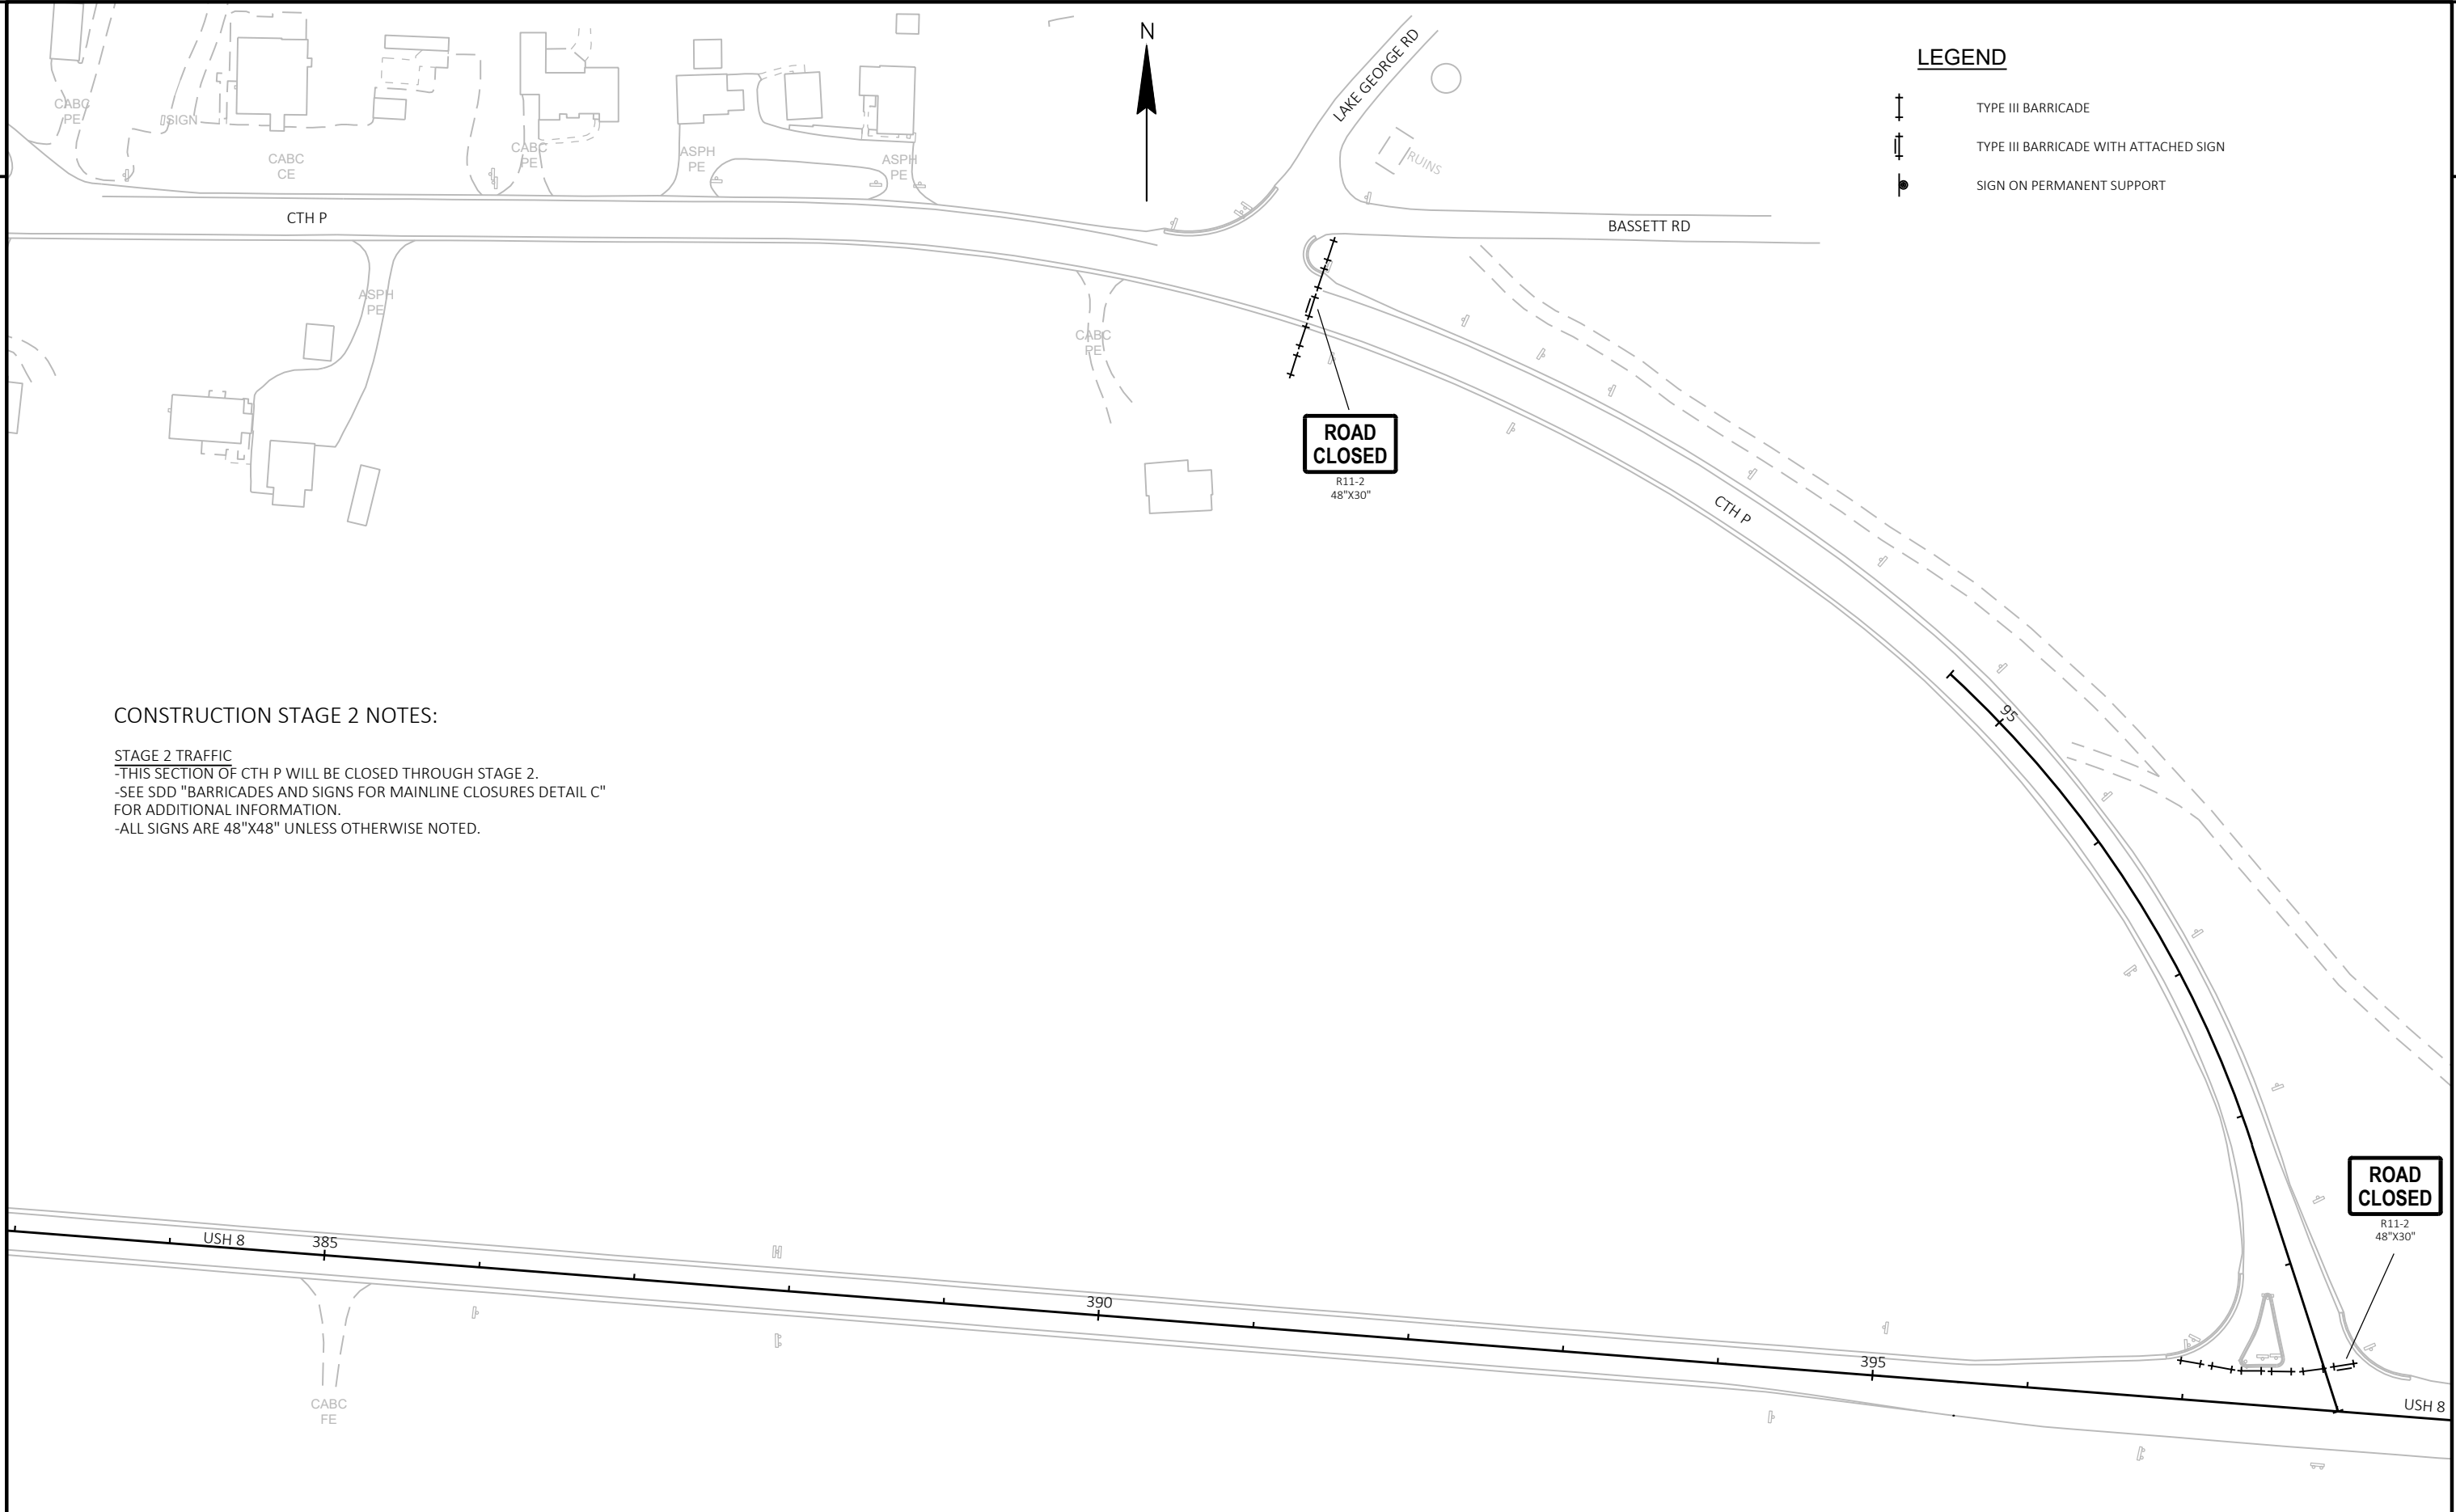 N
LAKE GEORGE RD
LEGEND
TYPE III BARRICADE
TYPE III BARRICADE WITH ATTACHED SIGN
SIGN ON PERMANENT SUPPORT
CABC
PE
SIGN
CABC
CE
CABC
PE
ASPH
PE
ASPH
PE
RUINS
CTH P
BASSETT RD
ASPH
PE
CABC
PE
ROAD
CLOSED
R11-2
48"X30"
CTH P
CONSTRUCTION STAGE 2 NOTES:
STAGE 2 TRAFFIC
-THIS SECTION OF CTH P WILL BE CLOSED THROUGH STAGE 2.
-SEE SDD "BARRICADES AND SIGNS FOR MAINLINE CLOSURES DETAIL C"
FOR ADDITIONAL INFORMATION.
-ALL SIGNS ARE 48"X48" UNLESS OTHERWISE NOTED.
95
ROAD
CLOSED
R11-2
48"X30"
USH 8
385
390
395
USH 8
CABC
FE